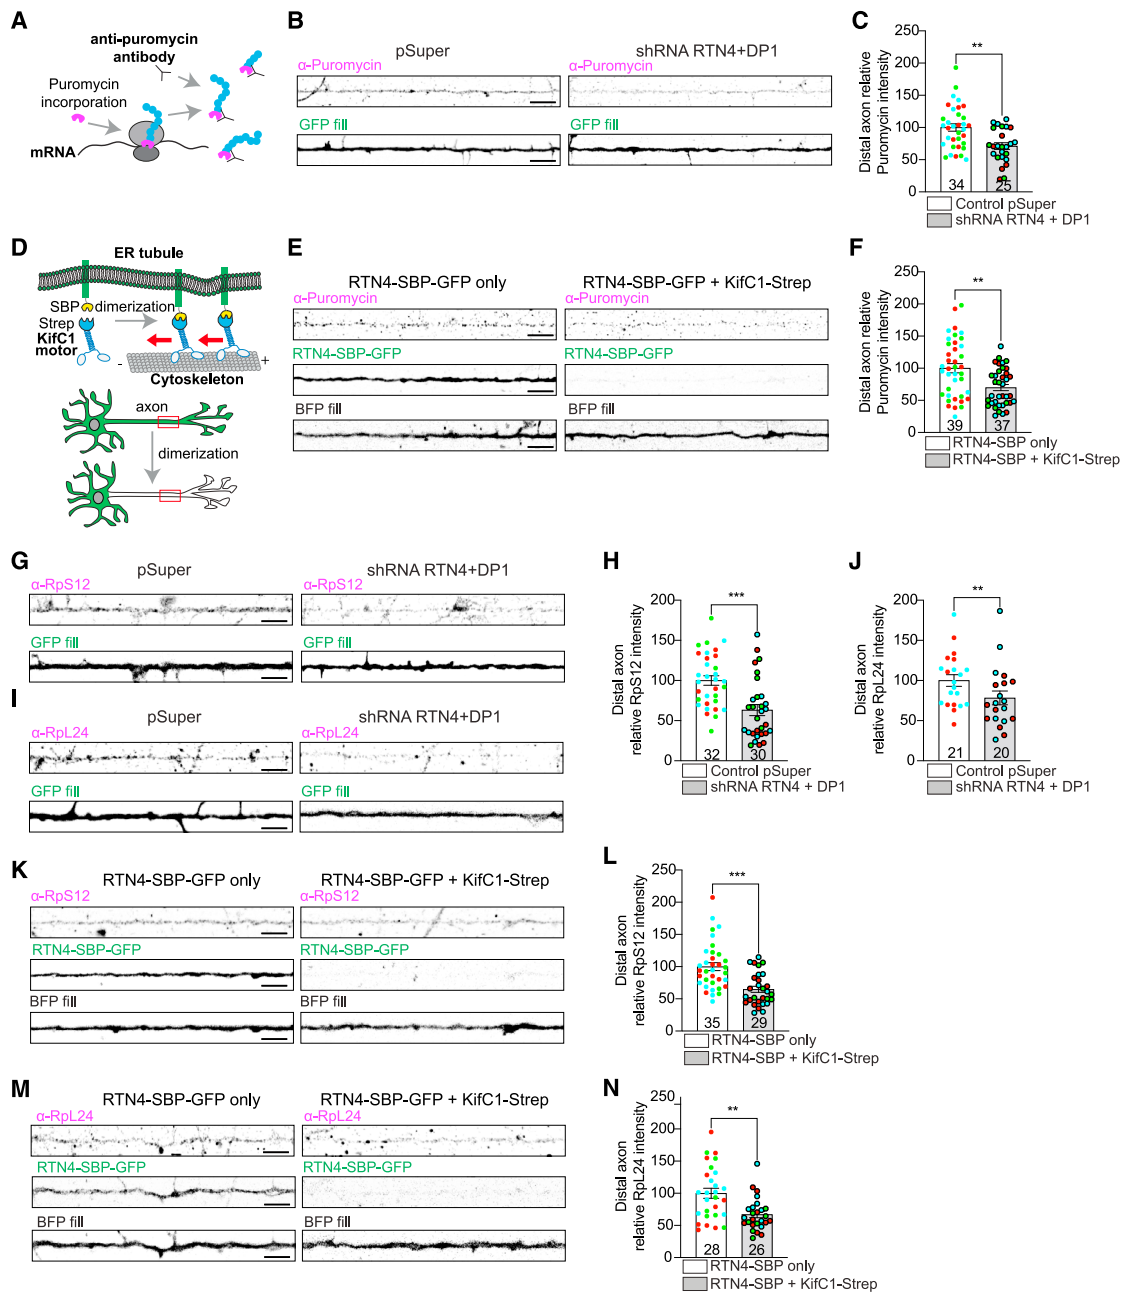 A
anti-puromycin
antibody
Puromycin
incorporation
mRNA
B
pSuper
shRNA RTN4+DP1
α-Puromycin
α-Puromycin
GFP fill
GFP fill
C
Distal axon relative
Puromycin intensity
200
150
100
50
0
**
34
25
Control pSuper
shRNA RTN4 + DP1
D
ER tubule
SBP
dimerization
Strep
KifC1
motor
-
+
Cytoskeleton
axon
dimerization
E
RTN4-SBP-GFP only
RTN4-SBP-GFP + KifC1-Strep
α-Puromycin
α-Puromycin
RTN4-SBP-GFP
RTN4-SBP-GFP
BFP fill
BFP fill
F
Distal axon relative
Puromycin intensity
250
200
150
100
50
0
**
39
37
RTN4-SBP only
RTN4-SBP + KifC1-Strep
G
pSuper
shRNA RTN4+DP1
α-RpS12
α-RpS12
GFP fill
GFP fill
H
Distal axon
relative RpS12 intensity
200
150
100
50
0
***
32
30
Control pSuper
shRNA RTN4 + DP1
I
pSuper
shRNA RTN4+DP1
α-RpL24
α-RpL24
GFP fill
GFP fill
J
Distal axon
relative RpL24 intensity
200
150
100
50
0
**
21
20
Control pSuper
shRNA RTN4 + DP1
K
RTN4-SBP-GFP only
RTN4-SBP-GFP + KifC1-Strep
α-RpS12
α-RpS12
RTN4-SBP-GFP
RTN4-SBP-GFP
BFP fill
BFP fill
L
Distal axon
relative RpS12 intensity
250
200
150
100
50
0
***
35
29
RTN4-SBP only
RTN4-SBP + KifC1-Strep
M
RTN4-SBP-GFP only
RTN4-SBP-GFP + KifC1-Strep
α-RpL24
α-RpL24
RTN4-SBP-GFP
RTN4-SBP-GFP
BFP fill
BFP fill
N
Distal axon
relative RpL24 intensity
250
200
150
100
50
0
**
28
26
RTN4-SBP only
RTN4-SBP + KifC1-Strep